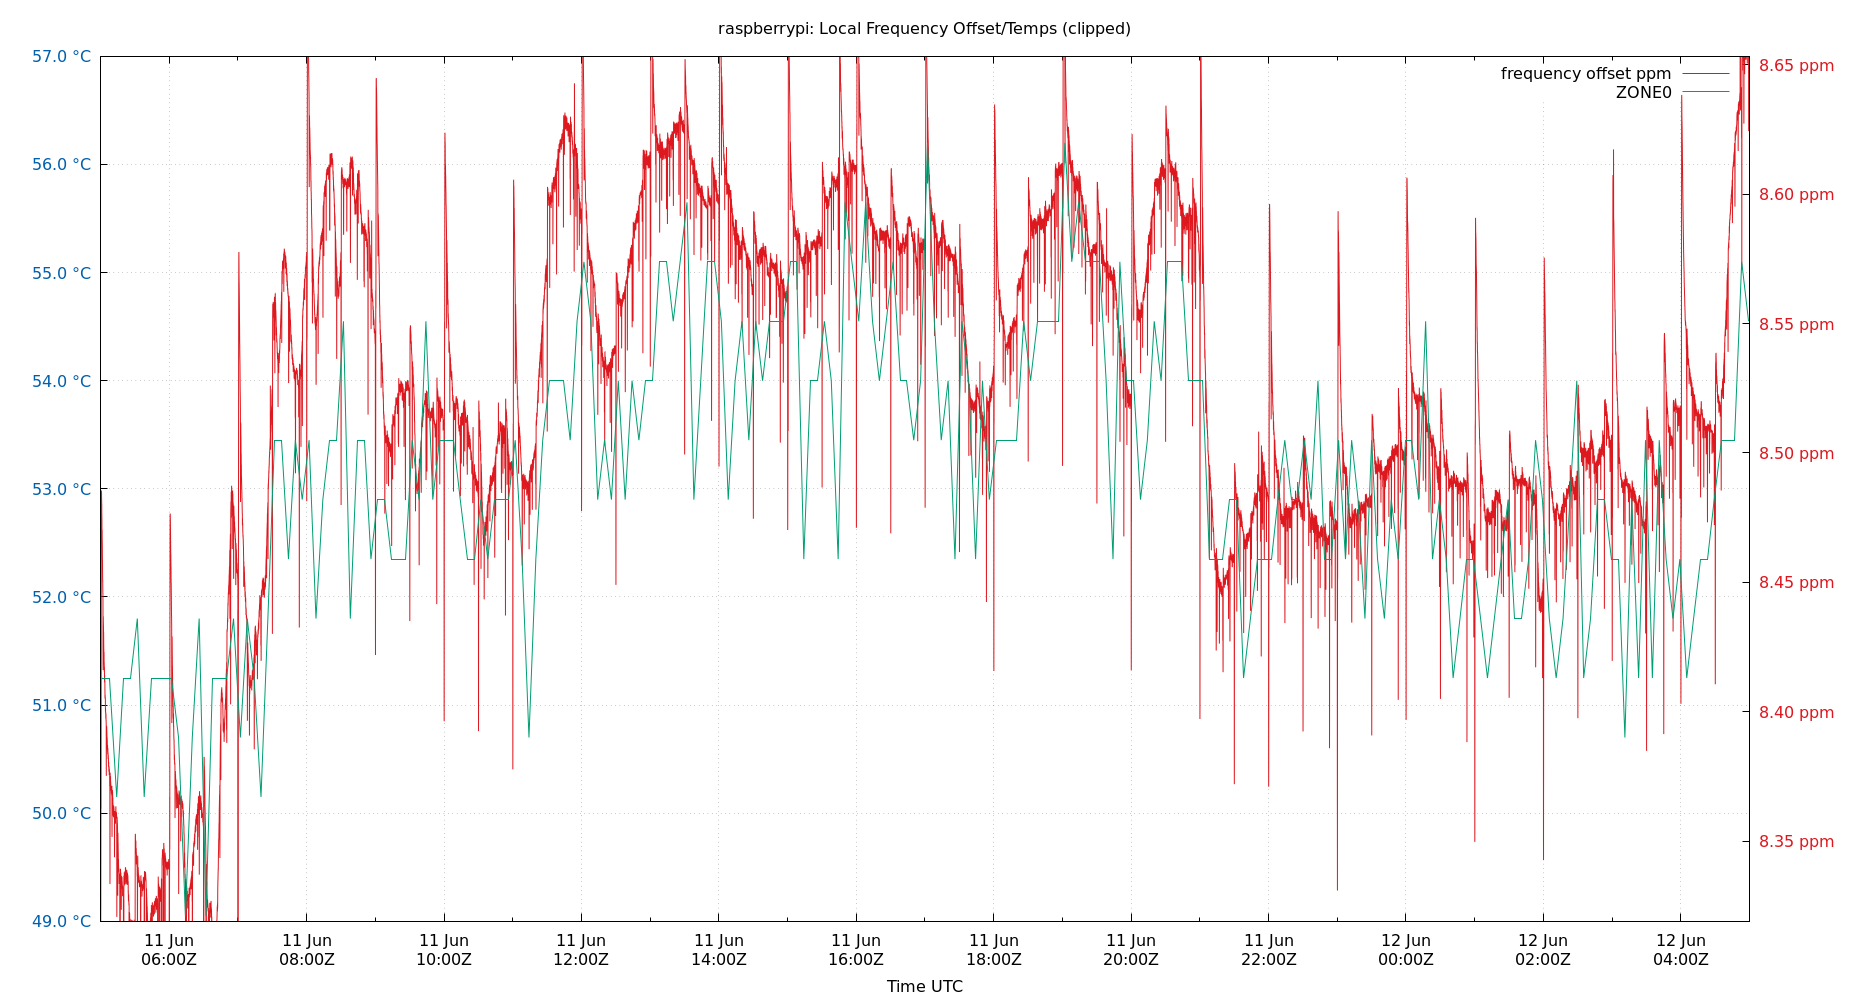 raspberrypi: Local Frequency Offset/Temps (clipped)
frequency offset ppm
ZONE0
57.0 °C
56.0 °C
55.0 °C
54.0 °C
53.0 °C
52.0 °C
51.0 °C
50.0 °C
49.0 °C
8.65 ppm
8.60 ppm
8.55 ppm
8.50 ppm
8.45 ppm
8.40 ppm
8.35 ppm
11 Jun 11 Jun 11 Jun 11 Jun 11 Jun 11 Jun 11 Jun 11 Jun 11 Jun 12 Jun 12 Jun 12 Jun
06:00Z 08:00Z 10:00Z 12:00Z 14:00Z 16:00Z 18:00Z 20:00Z 22:00Z 00:00Z 02:00Z 04:00Z
Time UTC